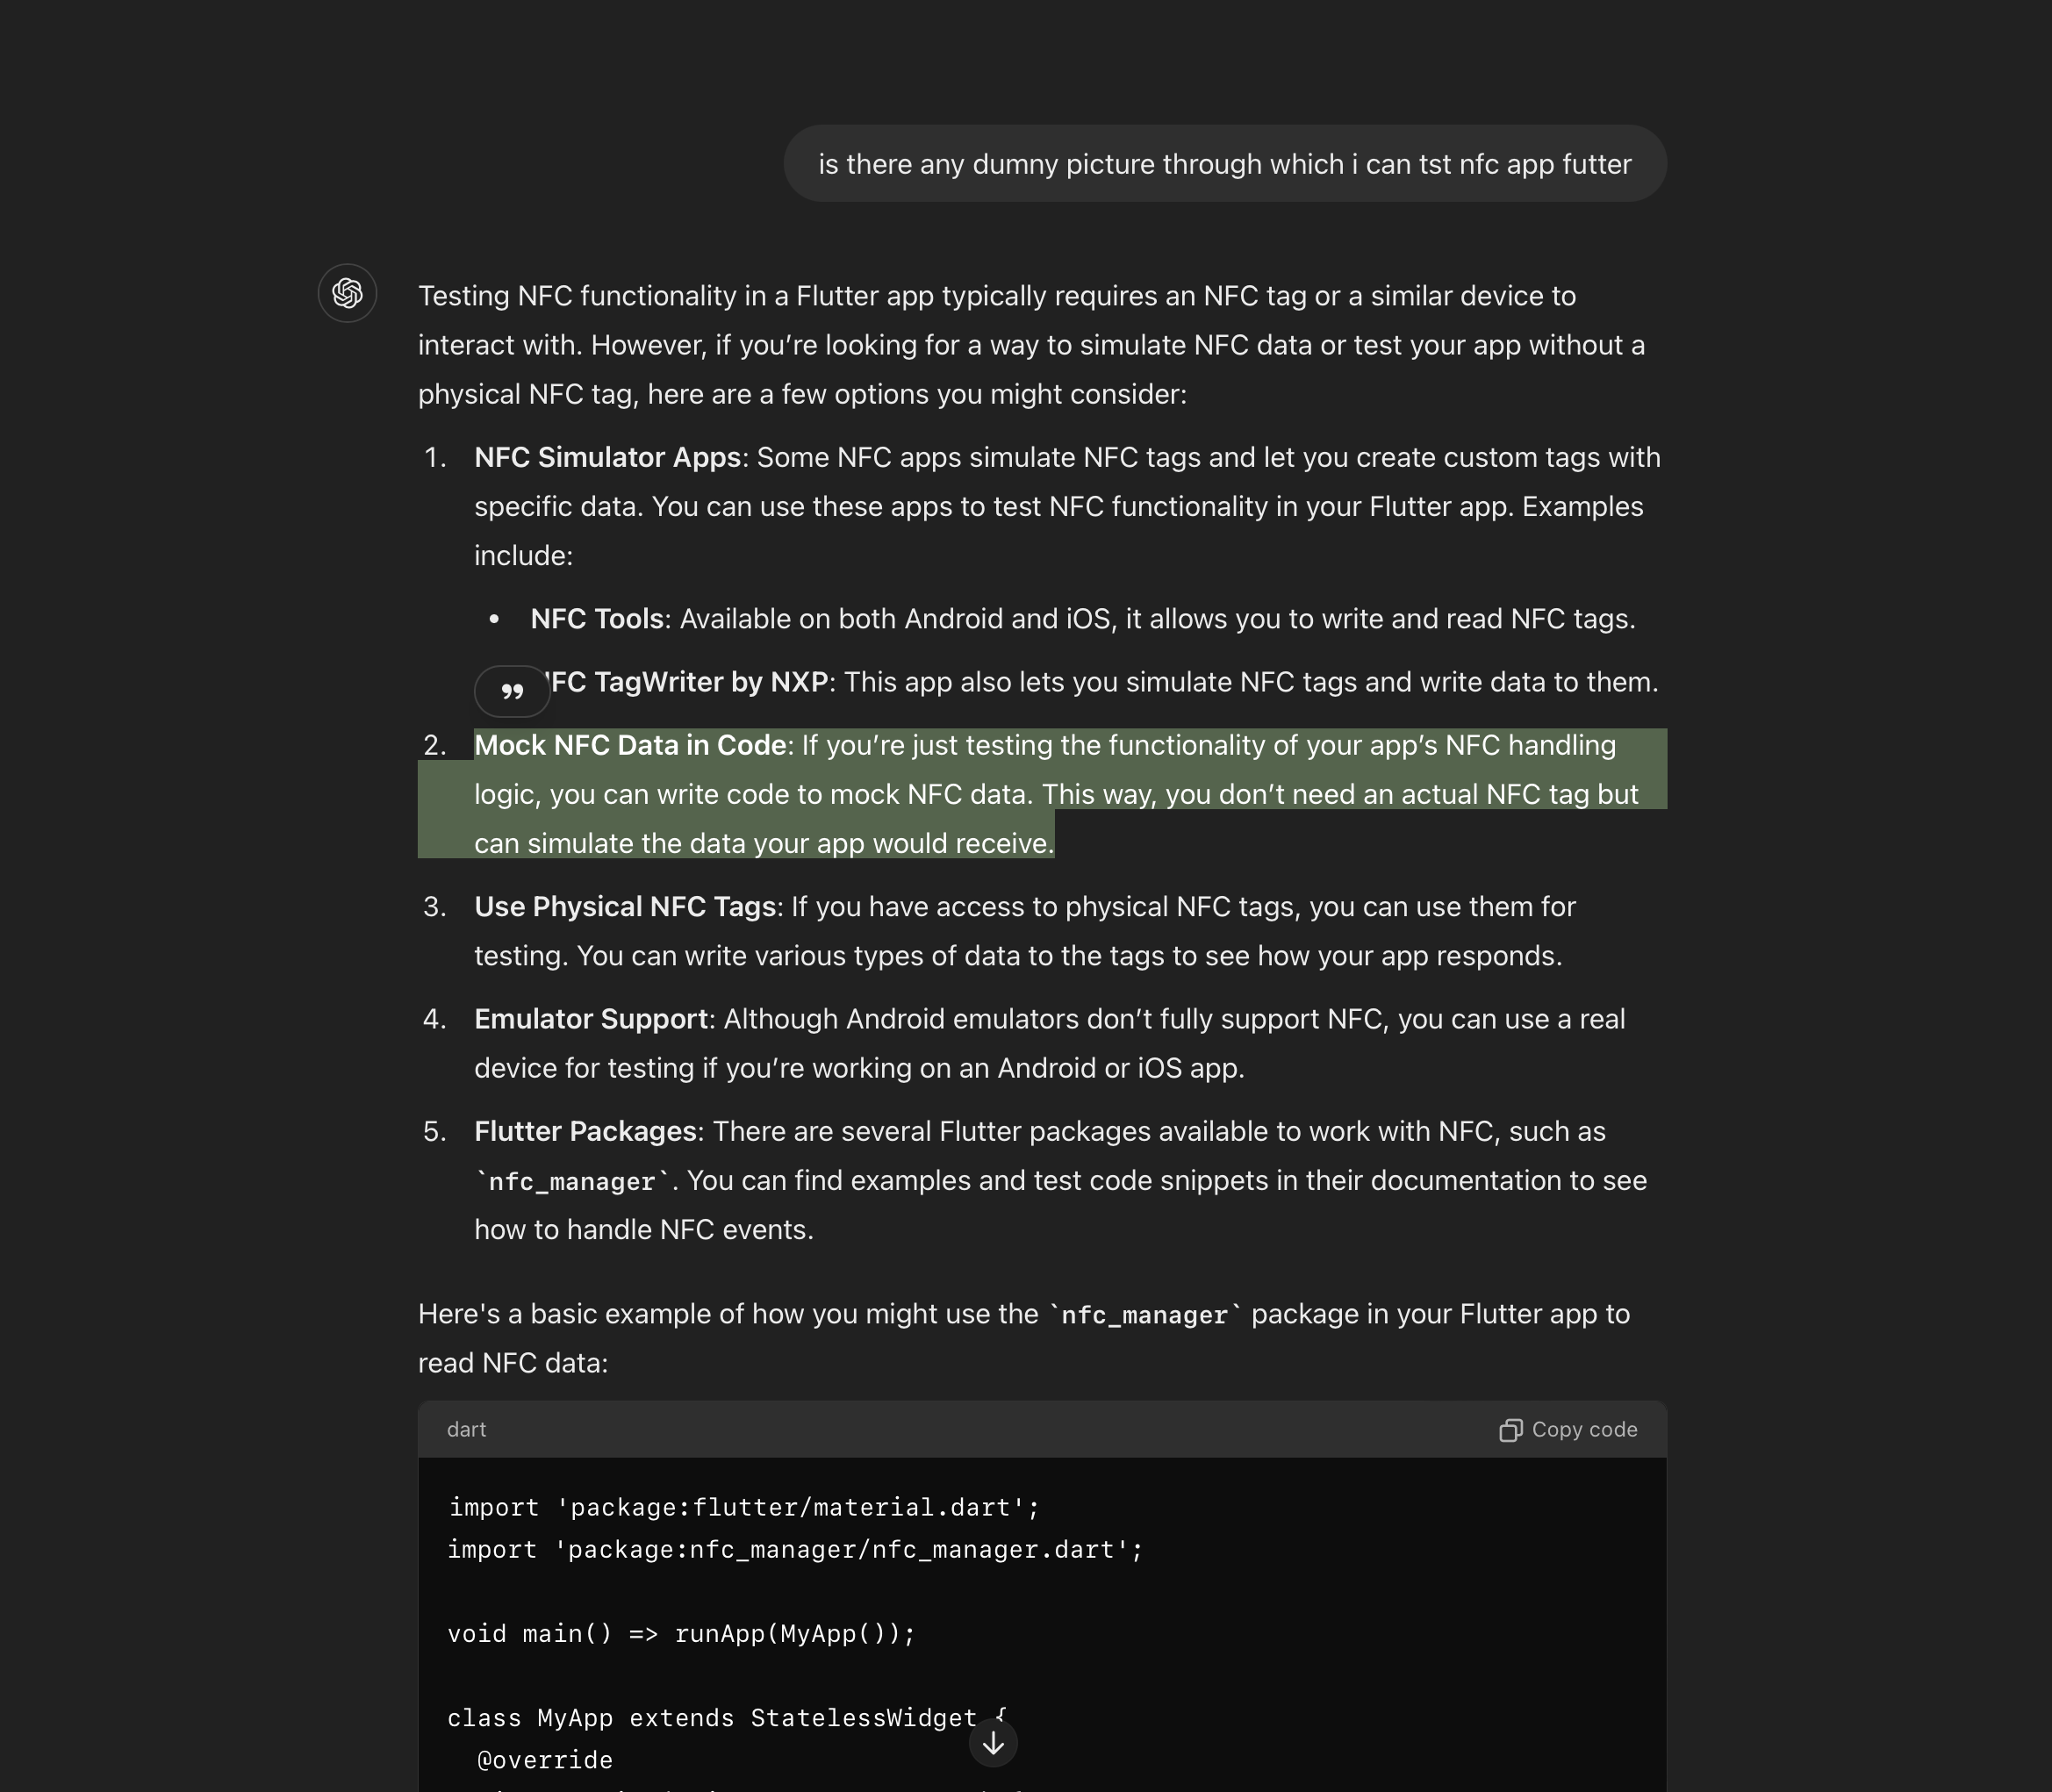 is there any dumny picture through which i can tst nfc app futter
Testing NFC functionality in a Flutter app typically requires an NFC tag or a similar device to
interact with. However, if you’re looking for a way to simulate NFC data or test your app without a
physical NFC tag, here are a few options you might consider:
1. NFC Simulator Apps: Some NFC apps simulate NFC tags and let you create custom tags with
specific data. You can use these apps to test NFC functionality in your Flutter app. Examples
include:
• NFC Tools: Available on both Android and iOS, it allows you to write and read NFC tags.
FC TagWriter by NXP: This app also lets you simulate NFC tags and write data to them.
2. Mock NFC Data in Code: If you’re just testing the functionality of your app’s NFC handling
logic, you can write code to mock NFC data. This way, you don’t need an actual NFC tag but
can simulate the data your app would receive.
3. Use Physical NFC Tags: If you have access to physical NFC tags, you can use them for
testing. You can write various types of data to the tags to see how your app responds.
4. Emulator Support: Although Android emulators don’t fully support NFC, you can use a real
device for testing if you’re working on an Android or iOS app.
5. Flutter Packages: There are several Flutter packages available to work with NFC, such as
`nfc_manager`. You can find examples and test code snippets in their documentation to see
how to handle NFC events.
Here's a basic example of how you might use the `nfc_manager` package in your Flutter app to
read NFC data:
dart Copy code
import 'package:flutter/material.dart';
import 'package:nfc_manager/nfc_manager.dart';
void main() => runApp(MyApp());
class MyApp extends StatelessWidget {
@override